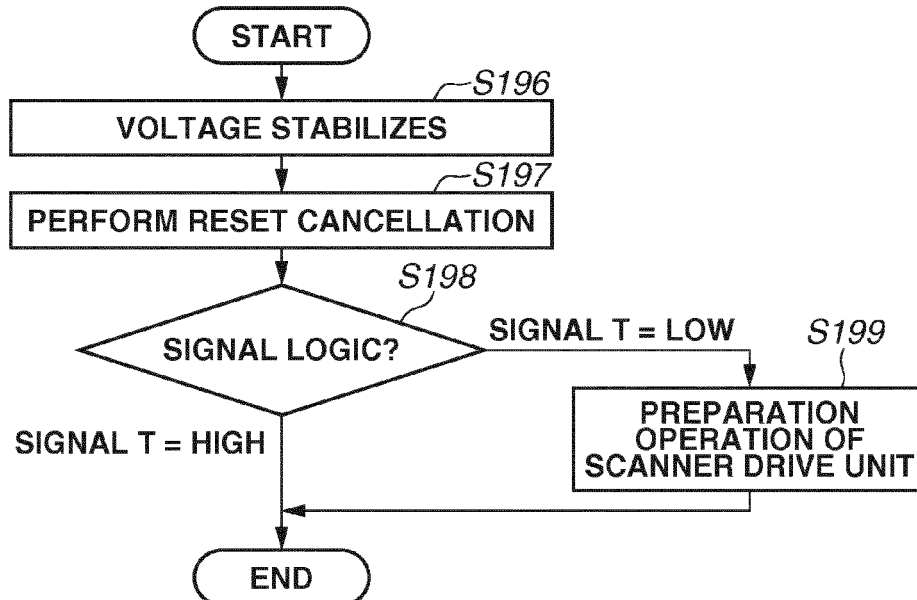 START
S196
VOLTAGE STABILIZES
S197
PERFORM RESET CANCELLATION
S198
SIGNAL LOGIC?
SIGNAL T = LOW
S199
PREPARATION
OPERATION OF
SCANNER DRIVE UNIT
SIGNAL T = HIGH
END